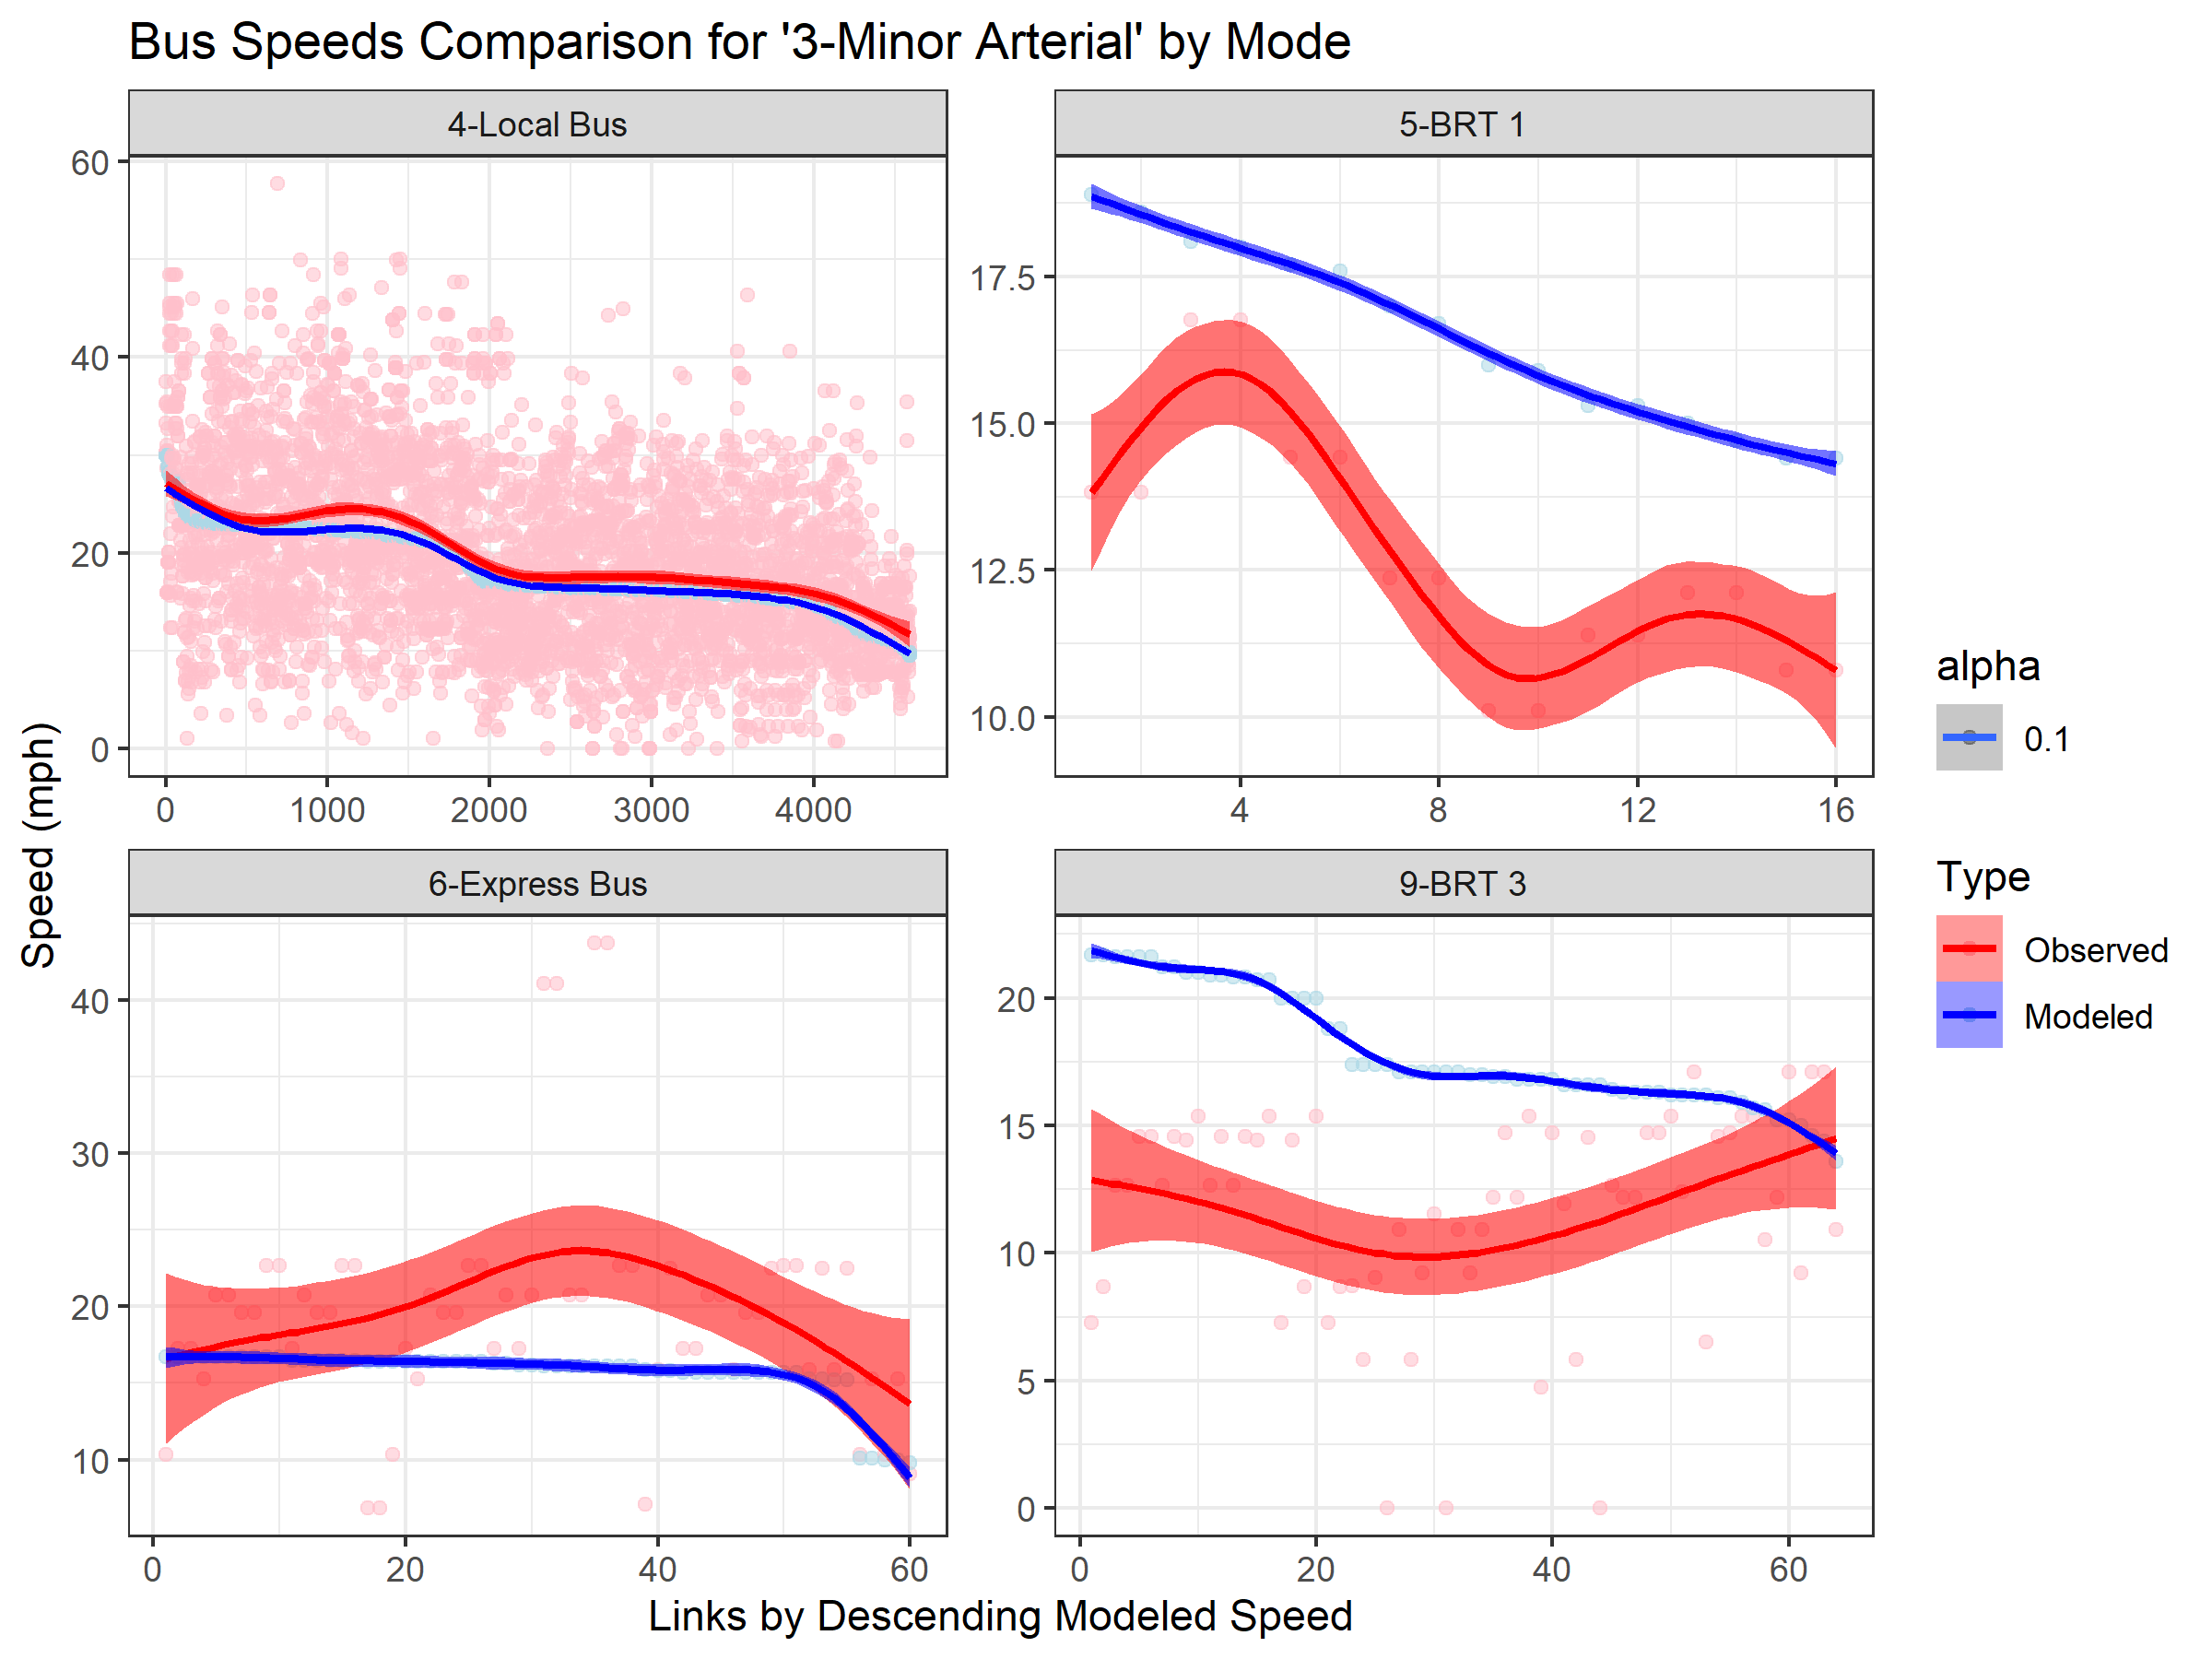 Bus Speeds Comparison for '3-Minor Arterial' by Mode
4-Local Bus
60
40
20
0
0 1000 2000 3000 4000
5-BRT 1
17.5
15.0
12.5
10.0
4 8 12 16
6-Express Bus
40
30
20
10
0 20 40 60
9-BRT 3
20
15
10
5
0
0 20 40 60
Speed (mph)
Links by Descending Modeled Speed
alpha
0.1
Type
Observed
Modeled